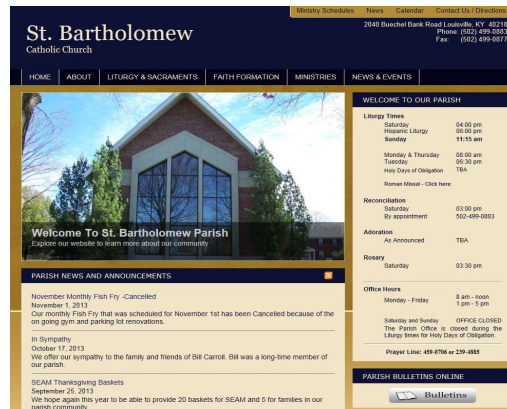 Ministry Schedules News Calendar Contact Us / Directions
St. Bartholomew
Catholic Church
2040 Buechel Bank Road Louisville, KY 40218
Phone: (502) 499-0883
Fax: (502) 499-0877
HOME ABOUT LITURGY & SACRAMENTS FAITH FORMATION MINISTRIES NEWS & EVENTS
Welcome To St. Bartholomew Parish
Explore our website to learn more about our community
PARISH NEWS AND ANNOUNCEMENTS
November Monthly Fish Fry -Cancelled
November 1, 2013
Our monthly Fish Fry that was scheduled for November 1st has been Cancelled because of the
on going gym and parking lot renovations.
In Sympathy
October 17, 2013
We offer our sympathy to the family and friends of Bill Carroll. Bill was a long-time member of
our parish.
SEAM Thanksgiving Baskets
September 25, 2013
We hope again this year to be able to provide 20 baskets for SEAM and 5 for families in our
parish community
WELCOME TO OUR PARISH
Liturgy Times
Saturday 04:00 pm
Hispanic Liturgy 06:00 pm
Sunday 11:15 am
Monday & Thursday 08:00 am
Tuesday 06:30 pm
Holy Days of Obligation TBA
Roman Missal - Click here
Reconciliation
Saturday 03:00 pm
By appointment 502-499-0883
Adoration
As Announced TBA
Rosary
Saturday 03:30 pm
Office Hours
Monday - Friday 8 am - noon
1 pm - 5 pm
Saturday and Sunday OFFICE CLOSED
The Parish Office is closed during the
Liturgy times for Holy Days of Obligation.
Prayer Line: 459-0706 or 239-4885
PARISH BULLETINS ONLINE
Bulletins